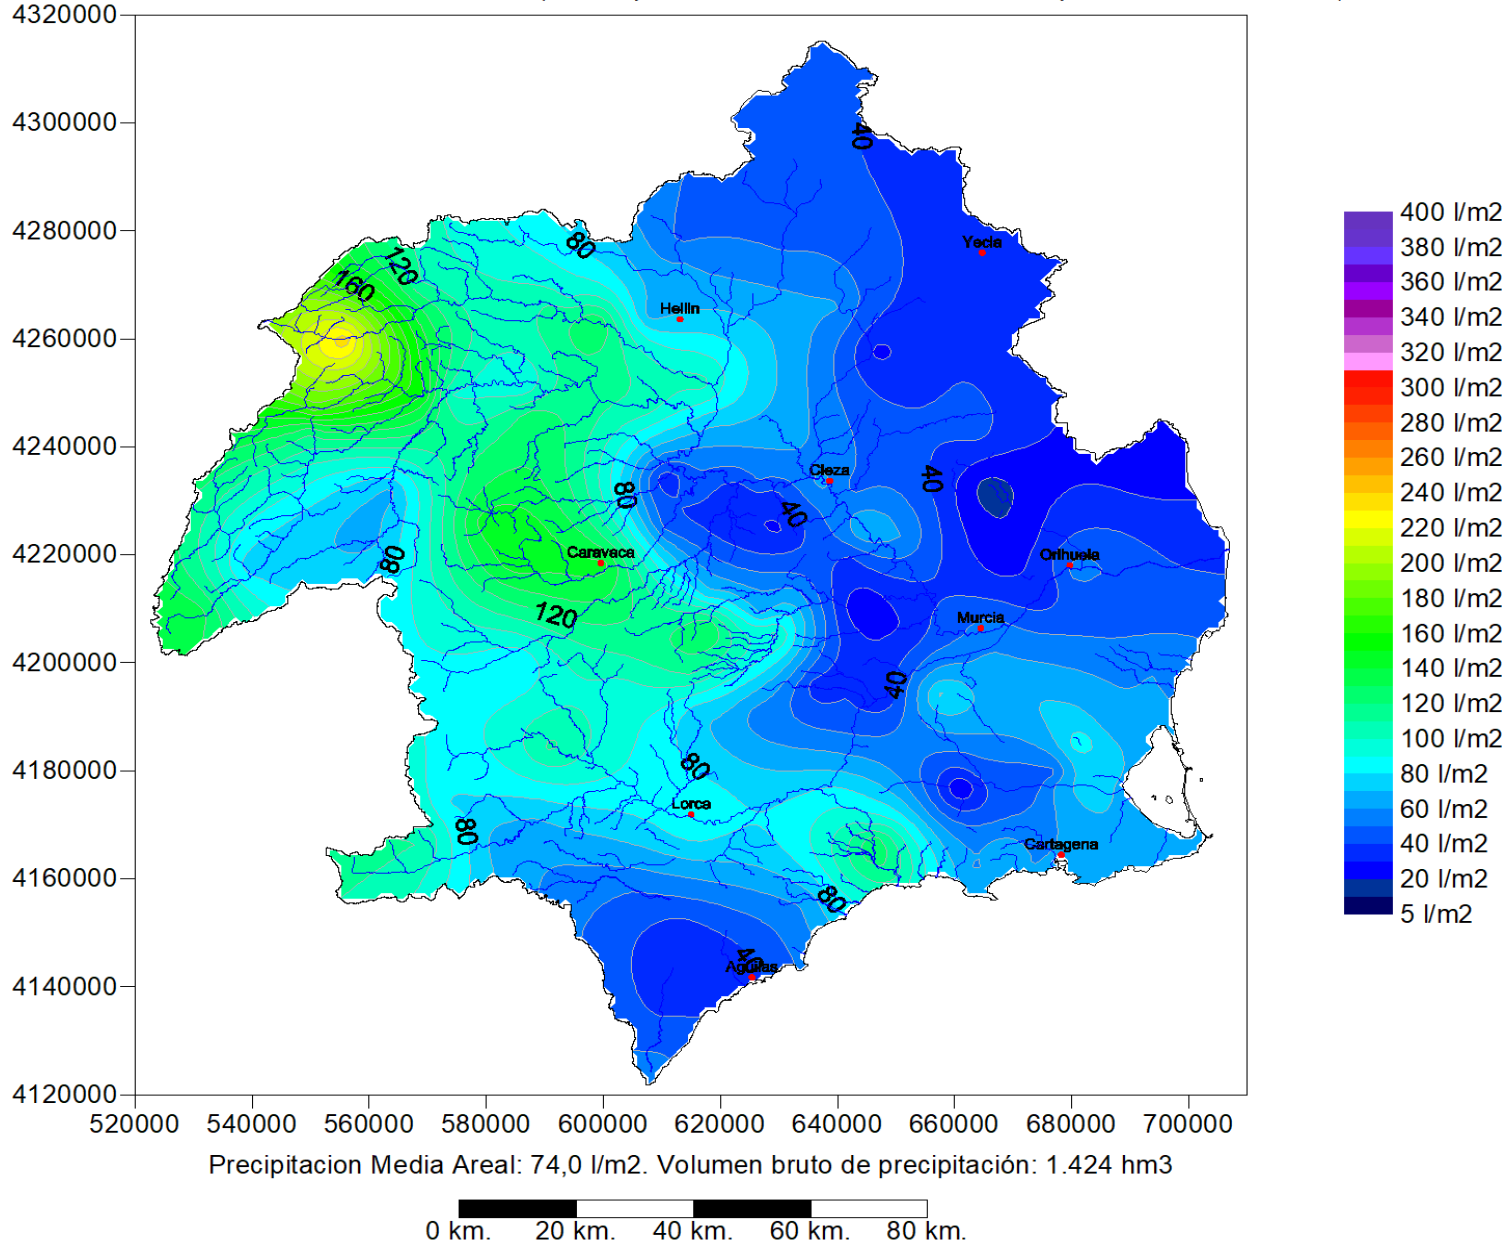 4320000
4300000
4280000
4260000
4240000
4220000
4200000
4180000
4160000
4140000
4120000
520000 540000 560000 580000 600000 620000 640000 660000 680000 700000
40
Yecla
80
120
160
Hellin
Cieza
40
80
40
80
Caravaca
Orihuela
120
Murcia
40
80
Lorca
80
Cartagena
80
40
Aguilas
400 l/m2
380 l/m2
360 l/m2
340 l/m2
320 l/m2
300 l/m2
280 l/m2
260 l/m2
240 l/m2
220 l/m2
200 l/m2
180 l/m2
160 l/m2
140 l/m2
120 l/m2
100 l/m2
80 l/m2
60 l/m2
40 l/m2
20 l/m2
5 l/m2
Precipitacion Media Areal: 74,0 l/m2. Volumen bruto de precipitación: 1.424 hm3
0 km. 20 km. 40 km. 60 km. 80 km.